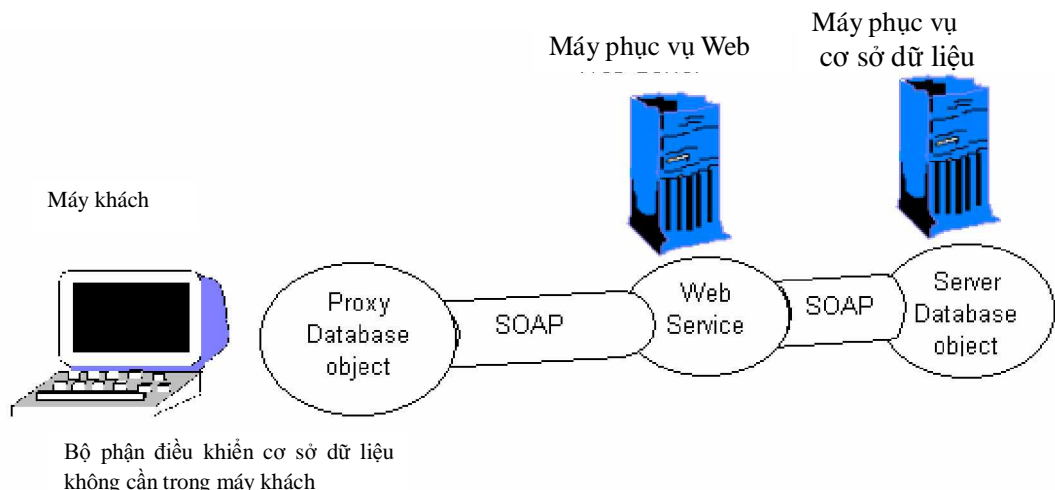 Máy phục vụ Web
Máy phục vụ
cơ sở dữ liệu
Máy khách
Proxy
Database
object
SOAP
Web
Service
SOAP
Server
Database
object
Bộ phận điều khiển cơ sở dữ liệu
không cần trong máy khách